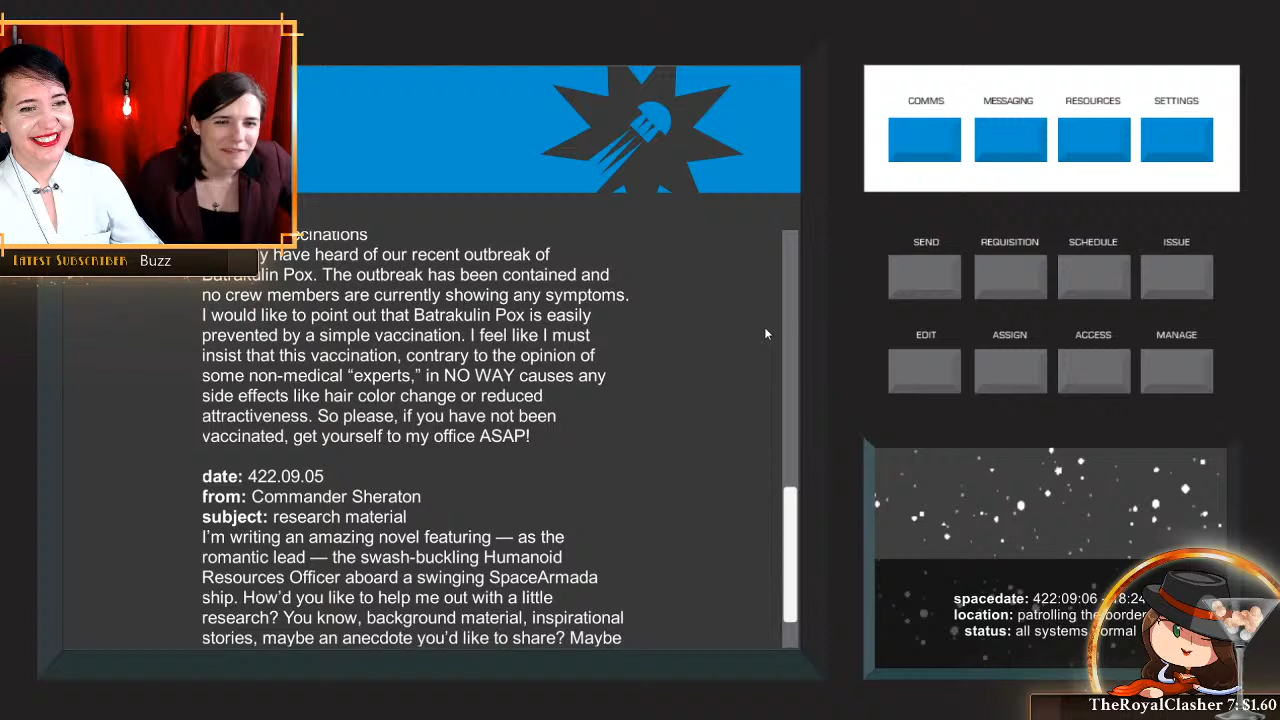 COMMS MESSAGING RESOURCES SETTINGS
LATEST SUBSCRIBER Buzz
have heard of our recent outbreak of
Batrakulin Pox. The outbreak has been contained and
no crew members are currently showing any symptoms.
I would like to point out that Batrakulin Pox is easily
prevented by a simple vaccination. I feel like I must
insist that this vaccination, contrary to the opinion of
some non-medical “experts,” in NO WAY causes any
side effects like hair color change or reduced
attractiveness. So please, if you have not been
vaccinated, get yourself to my office ASAP!
date: 422.09.05
from: Commander Sheraton
subject: research material
I’m writing an amazing novel featuring — as the
romantic lead — the swash-buckling Humanoid
Resources Officer aboard a swinging SpaceArmada
ship. How’d you like to help me out with a little
research? You know, background material, inspirational
stories, maybe an anecdote you’d like to share? Maybe
SEND REQUISITION SCHEDULE ISSUE
EDIT ASSIGN ACCESS MANAGE
spacedate: 422:09:06
location: patrolling the border
status: all systems normal
TheRoyalClasher 7: $1.60